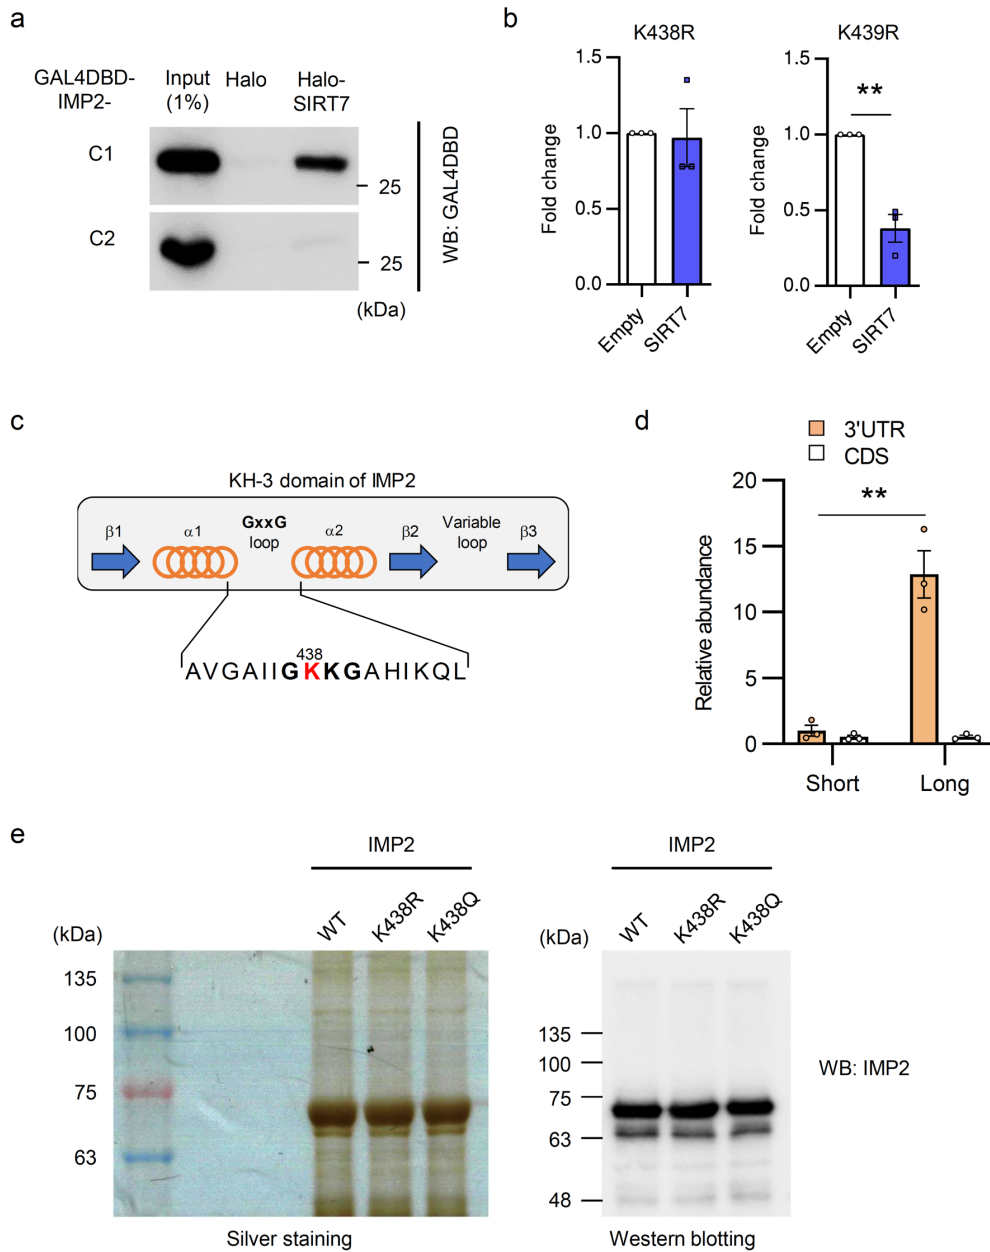 a
GAL4DBD-
IMP2-
Input
(1%)
Halo
Halo-
SIRT7
C1
25
C2
25
(kDa)
WB: GAL4DBD
b
K438R
Fold change
1.5
1.0
0.5
0.0
Empty
SIRT7
K439R
Fold change
1.5
1.0
0.5
0.0
**
Empty
SIRT7
c
KH-3 domain of IMP2
β1
α1
GxxG
loop
α2
β2
Variable
loop
β3
438
AVGAIIGKKGAHIKQL
d
3'UTR
CDS
Relative abundance
20
15
10
5
0
**
Short
Long
e
IMP2
WT
K438R
K438Q
(kDa)
135
100
75
63
Silver staining
IMP2
WT
K438R
K438Q
(kDa)
135
100
75
63
48
WB: IMP2
Western blotting